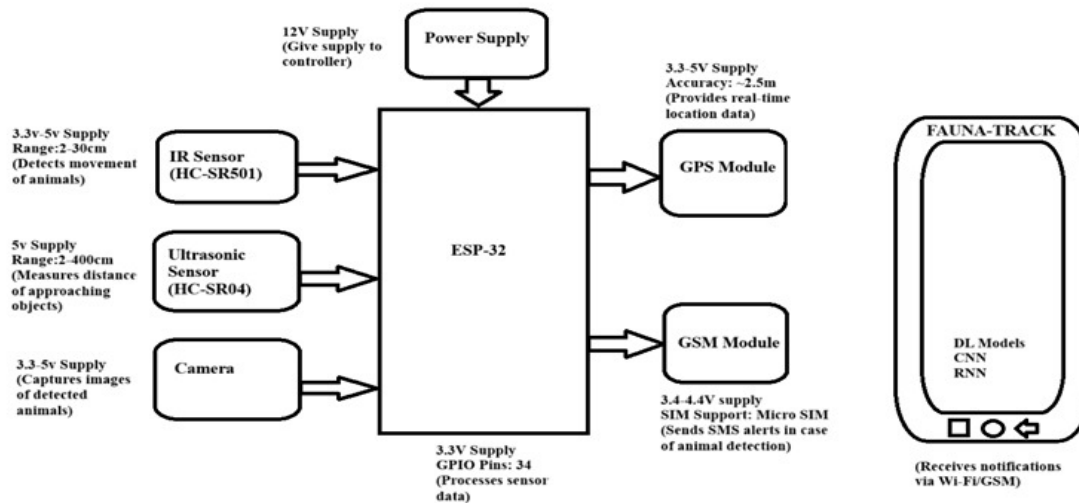 12V Supply
(Give supply to
controller)
Power Supply
3.3-5V Supply
Accuracy: ~2.5m
(Provides real-time
location data)
3.3v-5v Supply
Range:2-30cm
(Detects movement
of animals)
IR Sensor
(HC-SR501)
GPS Module
5v Supply
Range:2-400cm
(Measures distance
of approaching
objects)
Ultrasonic
Sensor
(HC-SR04)
ESP-32
3.3-5v Supply
(Captures images
of detected
animals)
Camera
GSM Module
3.4-4.4V supply
SIM Support: Micro SIM
(Sends SMS alerts in case
of animal detection)
3.3V Supply
GPIO Pins: 34
(Processes sensor
data)
FAUNA-TRACK
DL Models
CNN
RNN
(Receives notifications
via Wi-Fi/GSM)